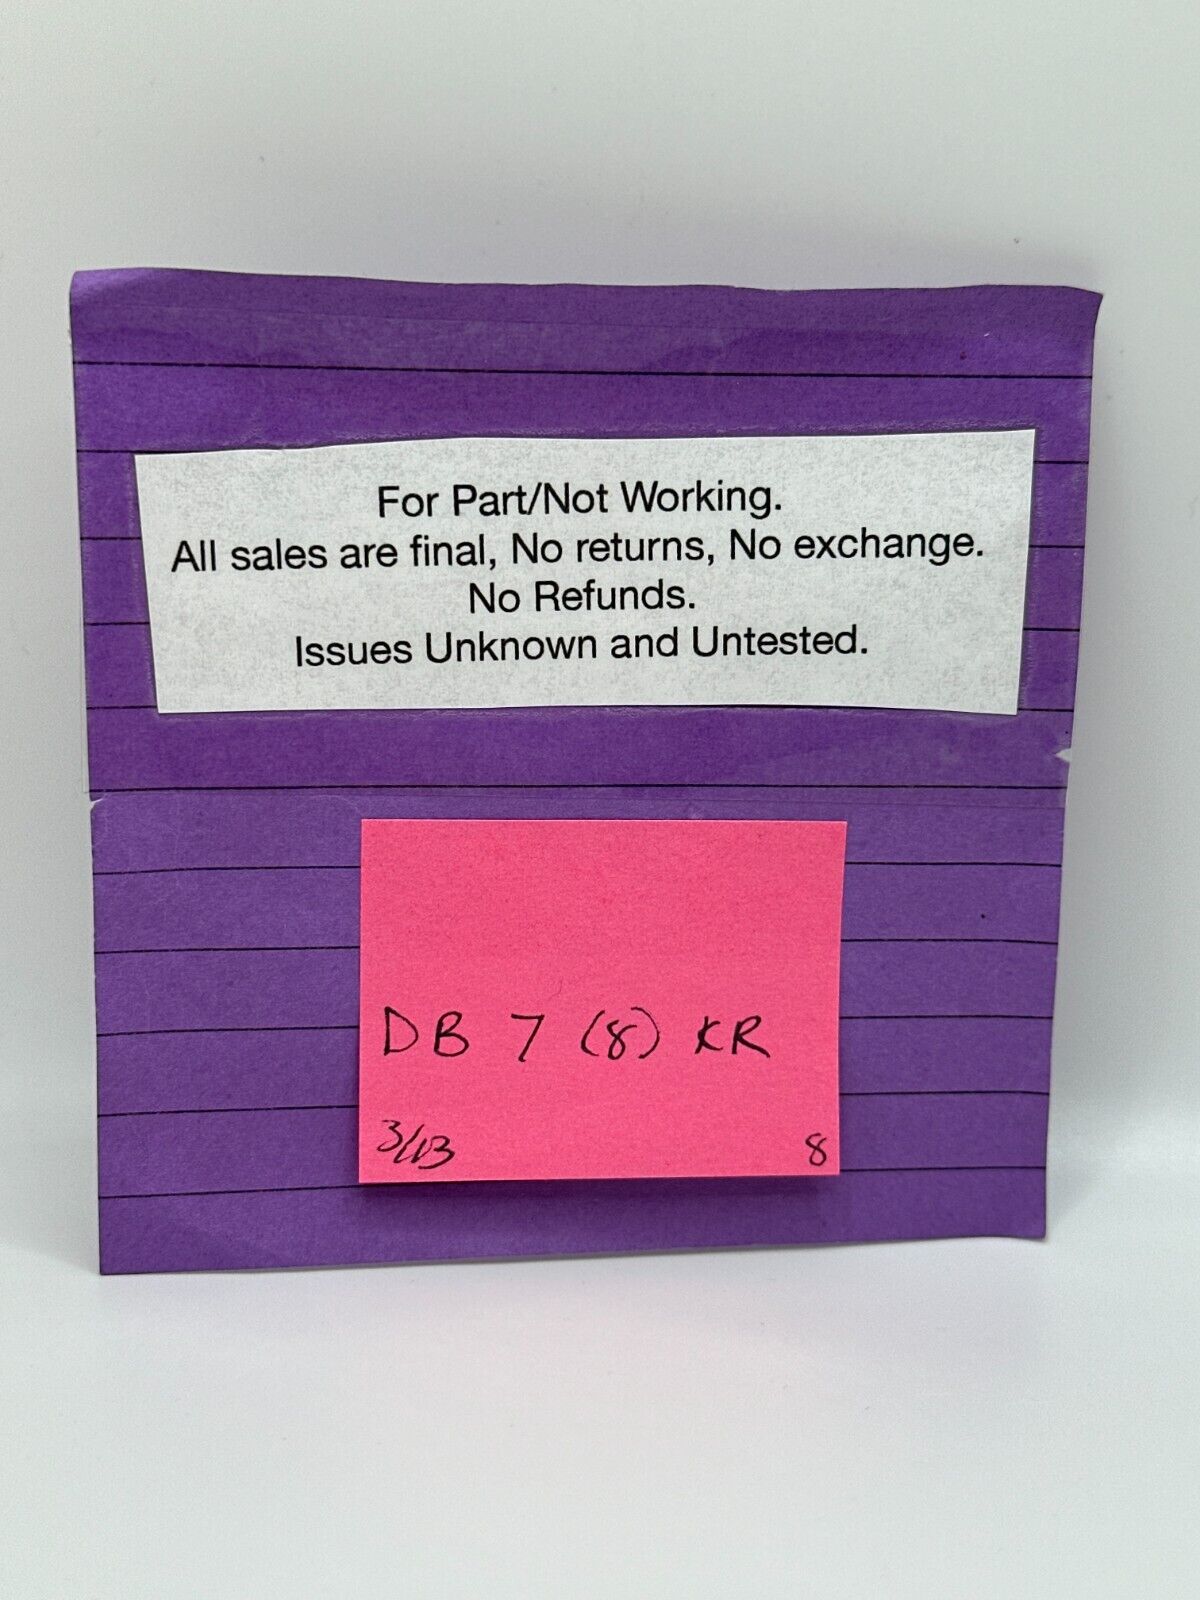 For Part/Not Working.
All sales are final, No returns, No exchange.
No Refunds.
Issues Unknown and Untested.
DB 7 (8) KR
3/13 8